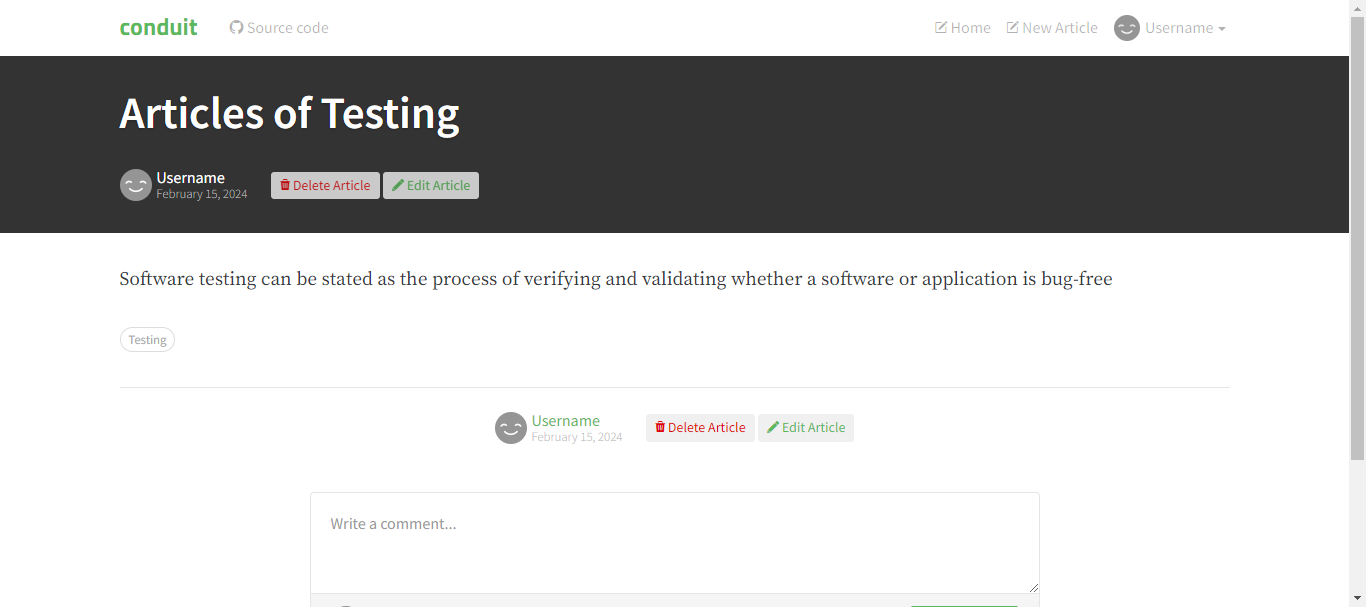 conduit Source code Home New Article Username
Articles of Testing
Username
February 15, 2024
Delete Article Edit Article
Software testing can be stated as the process of verifying and validating whether a software or application is bug-free
Testing
Username
February 15, 2024
Delete Article Edit Article
Write a comment...